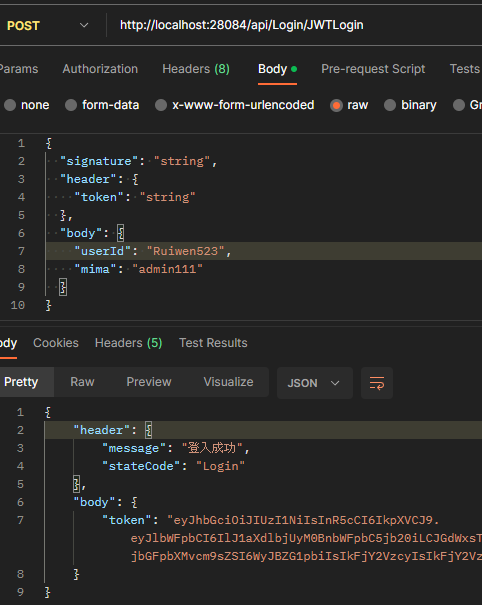 POST http://localhost:28084/api/Login/JWTLogin
Params Authorization Headers (8) Body Pre-request Script Tests
none form-data x-www-form-urlencoded raw binary
1 {
2 "signature": "string",
3 "header": {
4 "token": "string"
5 },
6 "body": {
7 "userId": "Ruiwen523",
8 "mima": "admin111"
9 }
10 }
Cookies Headers (5) Test Results
Pretty Raw Preview Visualize JSON
1 {
2 "header": {
3 "message": "登入成功",
4 "stateCode": "Login"
5 },
6 "body": {
7 "token": "eyJhbGciOiJIUzI1NiIsInR5cCI6IkpXVCJ9.
eyJlbWFpbCI6IlJ1aXdlbjUyM0BnbWFpbC5jb20iLCJGdWxsT
jbGFpbXMvcm9sZSI6WyJBZG1pbiIsIkFjY2VzcyIsIkFjY2Vz
8 }
9 }